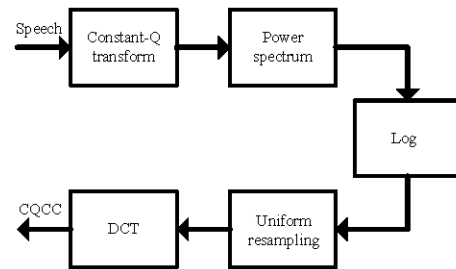 Speech
Constant-Q
transform
Power
spectrum
Log
Uniform
resampling
DCT
CQCC